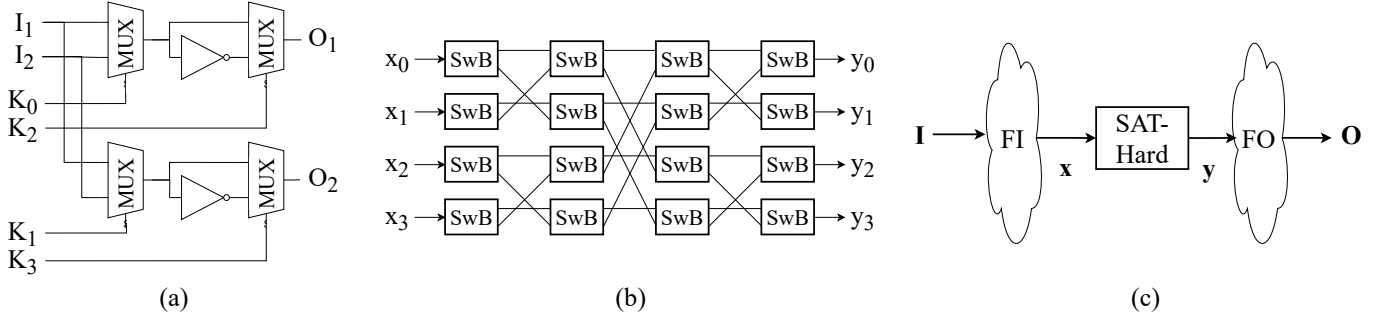 I₁
I₂
K₀
K₂
MUX
MUX
O₁
K₁
K₃
MUX
MUX
O₂
(a)
x₀ SwB SwB SwB SwB y₀
x₁ SwB SwB SwB SwB y₁
x₂ SwB SwB SwB SwB y₂
x₃ SwB SwB SwB SwB y₃
(b)
I
FI
x
SAT-
Hard
y
FO
O
(c)